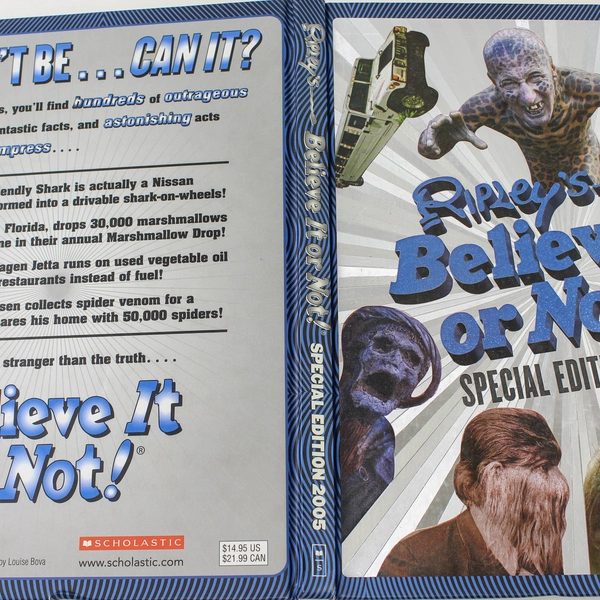 'T BE . . . CAN IT?
s, you'll find hundreds of outrageous
ntastic facts, and astonishing acts
mpress. . . .
endly Shark is actually a Nissan
ormed into a drivable shark-on-wheels!
Florida, drops 30,000 marshmallows
ne in their annual Marshmallow Drop!
agen Jetta runs on used vegetable oil
restaurants instead of fuel!
sen collects spider venom for a
ares his home with 50,000 spiders!
stranger than the truth. . . .
ieve It
Not!®
SCHOLASTIC
by Louise Bova
www.scholastic.com
$14.95 US
$21.99 CAN
Ripley's Believe It or Not! SPECIAL EDITION 2005
S
Ripley's
Believ
or No
SPECIAL EDITI